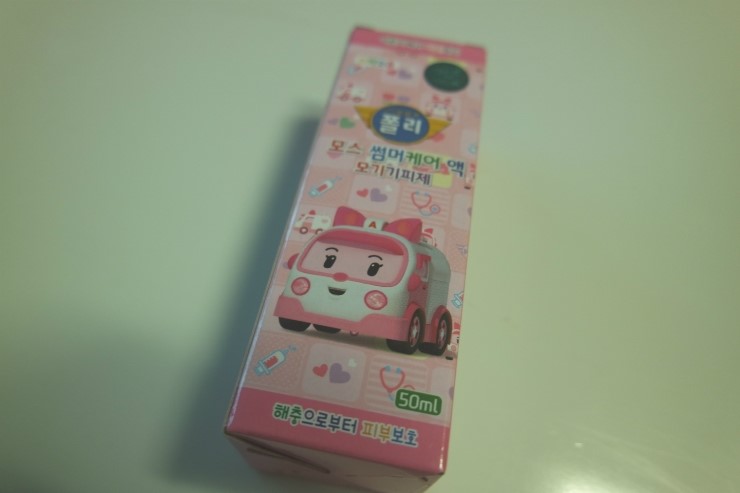 폴리
모스 썸머케어 액
모기기피제
50ml
해충으로부터 피부보호